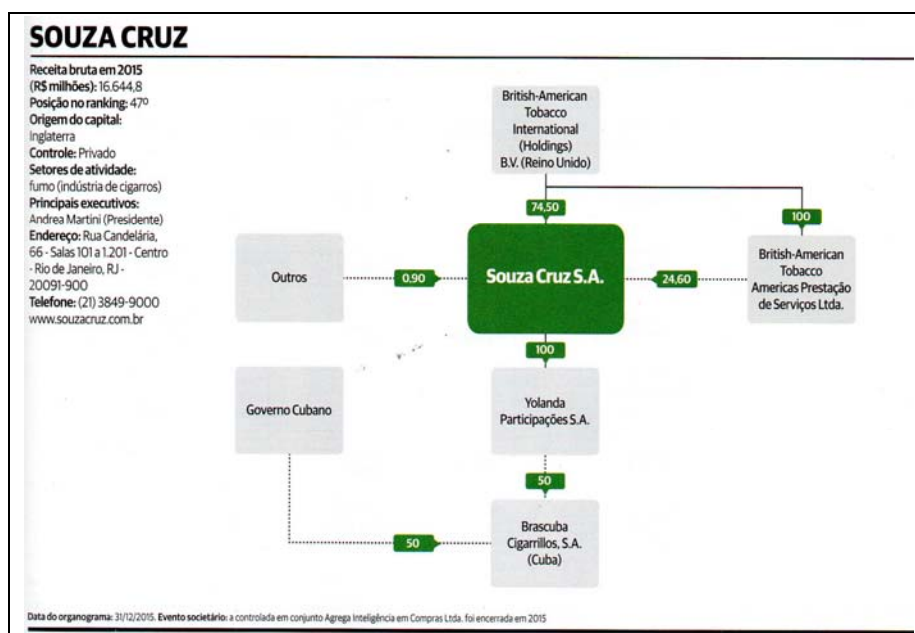 SOUZA CRUZ
Receita bruta em 2015
(R$ milhões): 16.644,8
Posição no ranking: 47º
Origem do capital:
Inglaterra
Controle: Privado
Setores de atividade:
fumo (indústria de cigarros)
Principais executivos:
Andrea Martini (Presidente)
Endereço: Rua Candelária,
66 - Salas 101 a 1.201 - Centro
- Rio de Janeiro, RJ -
20091-900
Telefone: (21) 3849-9000
www.souzacruz.com.br
British-American
Tobacco
International
(Holdings)
B.V. (Reino Unido)
74,50
100
Outros
0.90
Souza Cruz S.A.
24,60
British-American
Tobacco
Americas Prestação
de Serviços Ltda.
100
Governo Cubano
Yolanda
Participações S.A.
50
50
Brascuba
Cigarrillos, S.A.
(Cuba)
Data do organograma: 31/12/2015. Evento societário: a controlada em conjunto Agrega Inteligência em Compras Ltda. foi encerrada em 2015